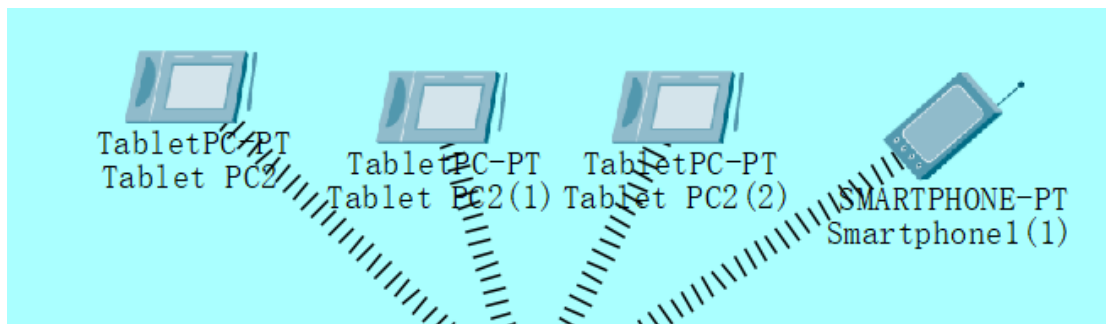 TabletPC-PT
Tablet PC2
TabletPC-PT
Tablet PC2(1)
TabletPC-PT
Tablet PC2(2)
SMARTPHONE-PT
Smartphone1(1)